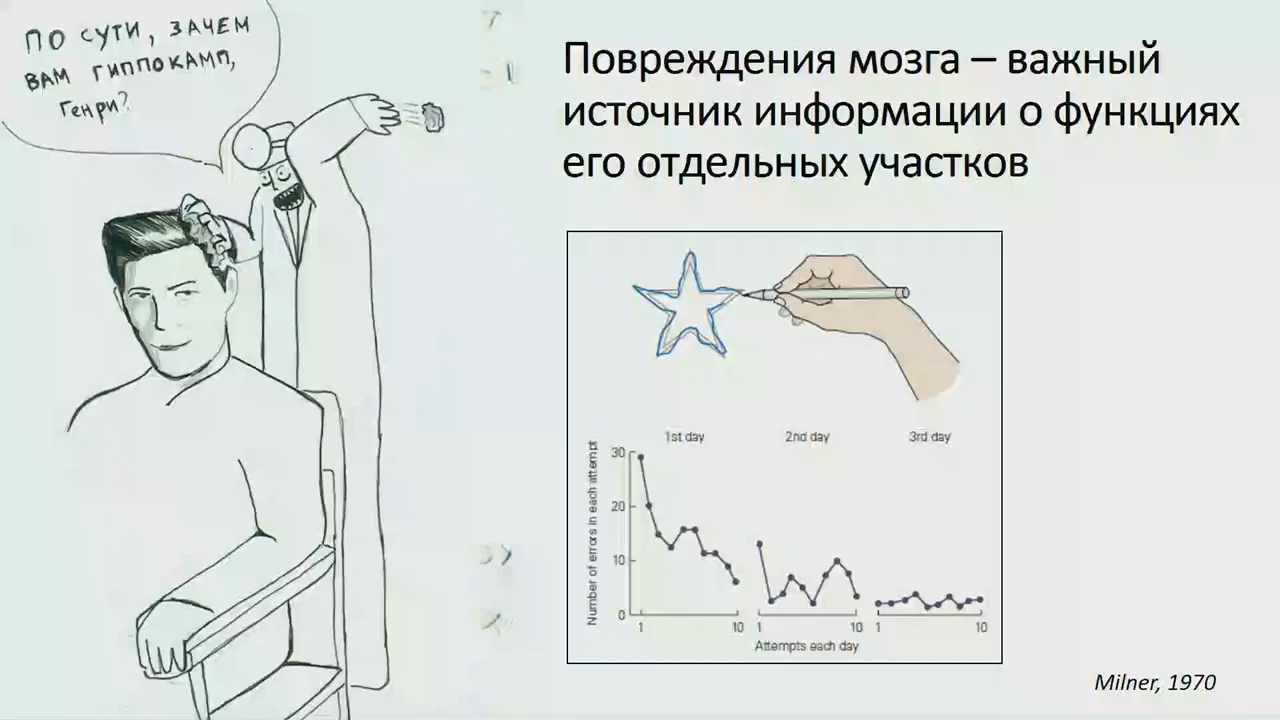 ПО СУТИ, ЗАЧЕМ
ВАМ ГИППОКАМП,
Генри?
Повреждения мозга – важный
источник информации о функциях
его отдельных участков
1st day 2nd day 3rd day
Number of errors in each attempt
30
20
10
0
1 10 1 10 1 10
Attempts each day
Milner, 1970